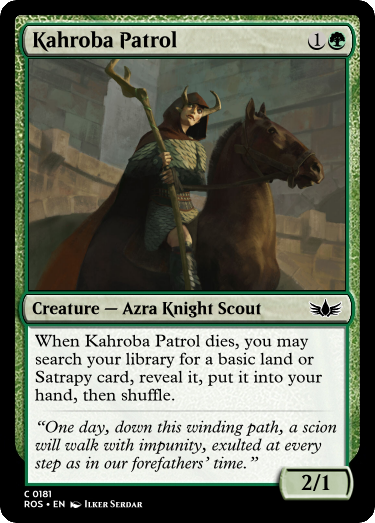 Kahroba Patrol 1
Creature — Azra Knight Scout
When Kahroba Patrol dies, you may
search your library for a basic land or
Satrapy card, reveal it, put it into your
hand, then shuffle.
“One day, down this winding path, a scion
will walk with impunity, exulted at every
step as in our forefathers’ time.”
2/1
C 0181
ROS • EN Ilker Serdar